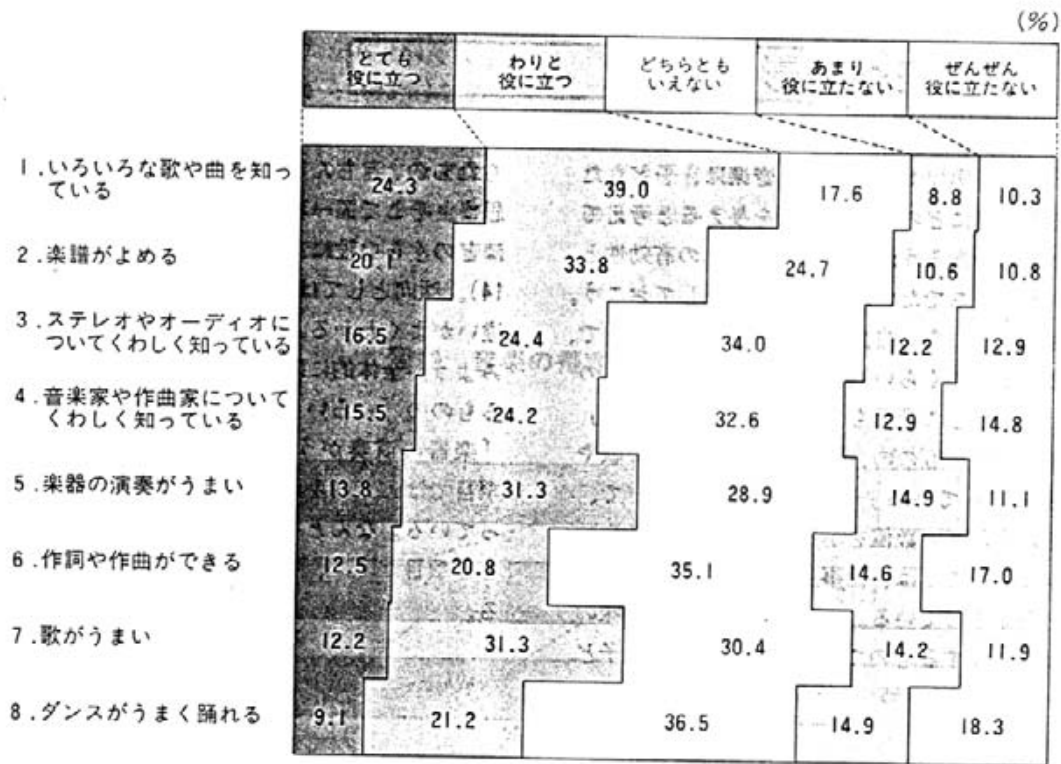 (%)
とても
役に立つ
わりと
役に立つ
どちらとも
いえない
あまり
役に立たない
ぜんぜん
役に立たない
1.いろいろな歌や曲を知っ
ている
24.3 39.0 17.6 8.8 10.3
2.楽譜がよめる
20.1 33.8 24.7 10.6 10.8
3.ステレオやオーディオに
ついてくわしく知っている
16.5 24.4 34.0 12.2 12.9
4.音楽家や作曲家について
くわしく知っている
15.5 24.2 32.6 12.9 14.8
5.楽器の演奏がうまい
13.8 31.3 28.9 14.9 11.1
6.作詞や作曲ができる
12.5 20.8 35.1 14.6 17.0
7.歌がうまい
12.2 31.3 30.4 14.2 11.9
8.ダンスがうまく踊れる
9.1 21.2 36.5 14.9 18.3